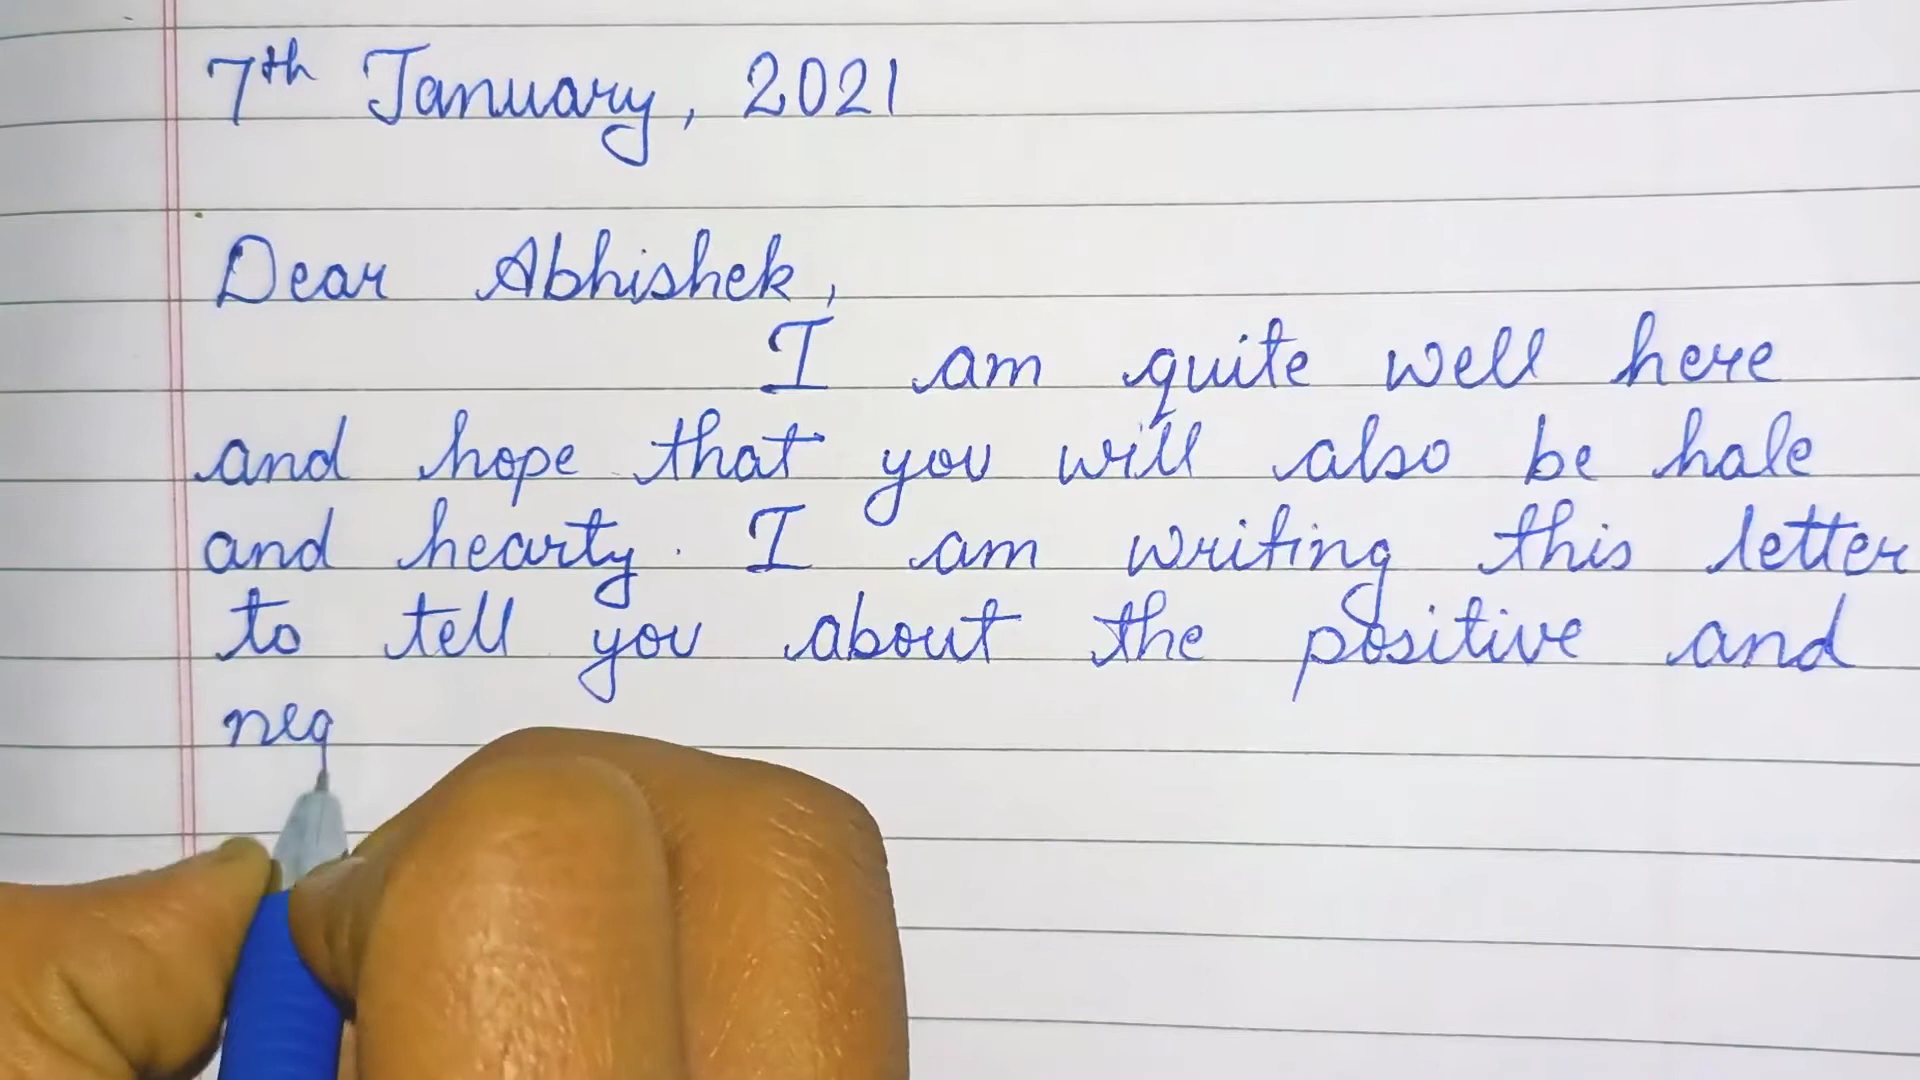 7th January, 2021
Dear Abhishek,
I am quite well here
and hope that you will also be hale
and hearty. I am writing this letter
to tell you about the positive and
neg